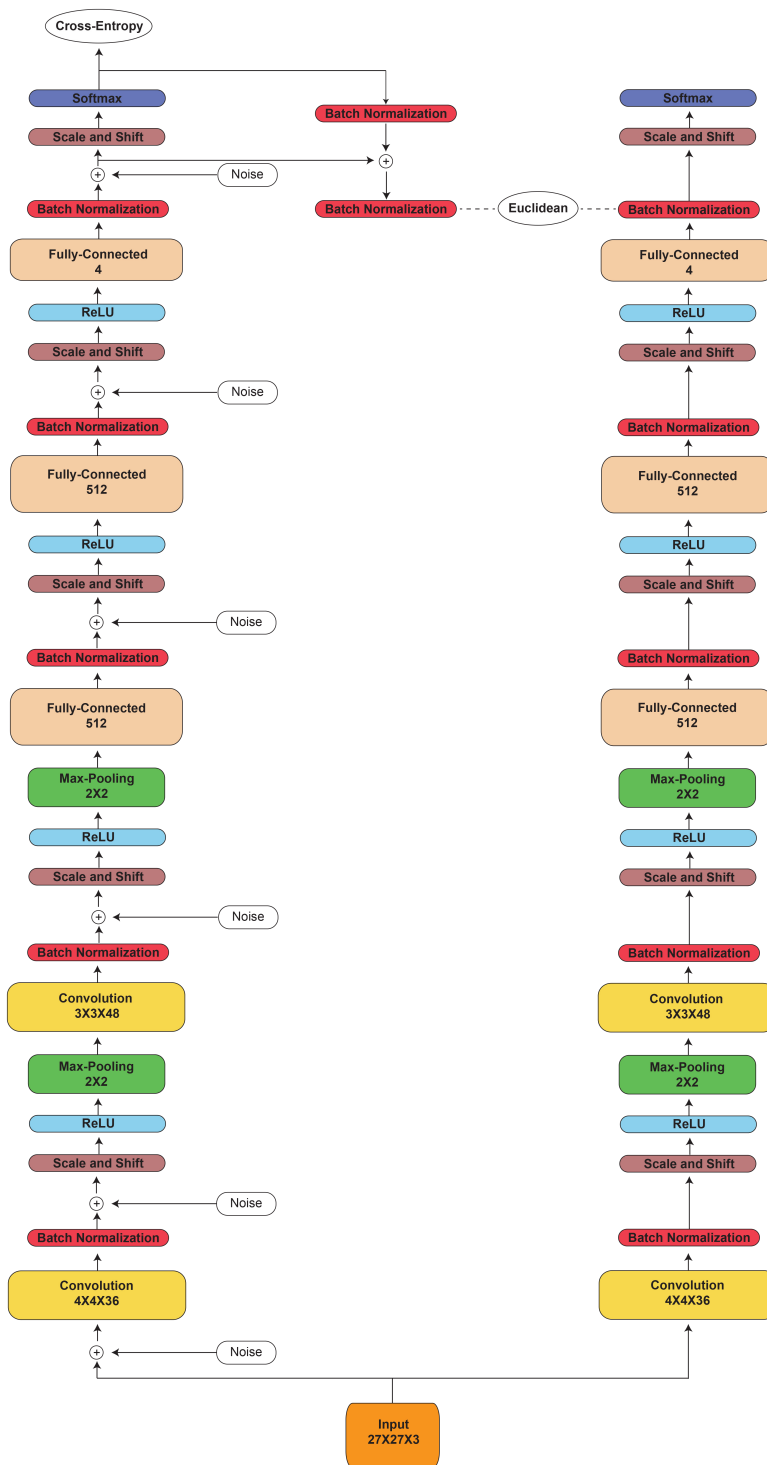 Cross-Entropy
Softmax
Softmax
Batch Normalization
Scale and Shift
Scale and Shift
+
+
Noise
Batch Normalization
Batch Normalization
Euclidean
Batch Normalization
Fully-Connected
4
Fully-Connected
4
ReLU
ReLU
Scale and Shift
Scale and Shift
+
Noise
Batch Normalization
Batch Normalization
Fully-Connected
512
Fully-Connected
512
ReLU
ReLU
Scale and Shift
Scale and Shift
+
Noise
Batch Normalization
Batch Normalization
Fully-Connected
512
Fully-Connected
512
Max-Pooling
2X2
Max-Pooling
2X2
ReLU
ReLU
Scale and Shift
Scale and Shift
+
Noise
Batch Normalization
Batch Normalization
Convolution
3X3X48
Convolution
3X3X48
Max-Pooling
2X2
Max-Pooling
2X2
ReLU
ReLU
Scale and Shift
Scale and Shift
+
Noise
Batch Normalization
Batch Normalization
Convolution
4X4X36
Convolution
4X4X36
+
Noise
Input
27X27X3